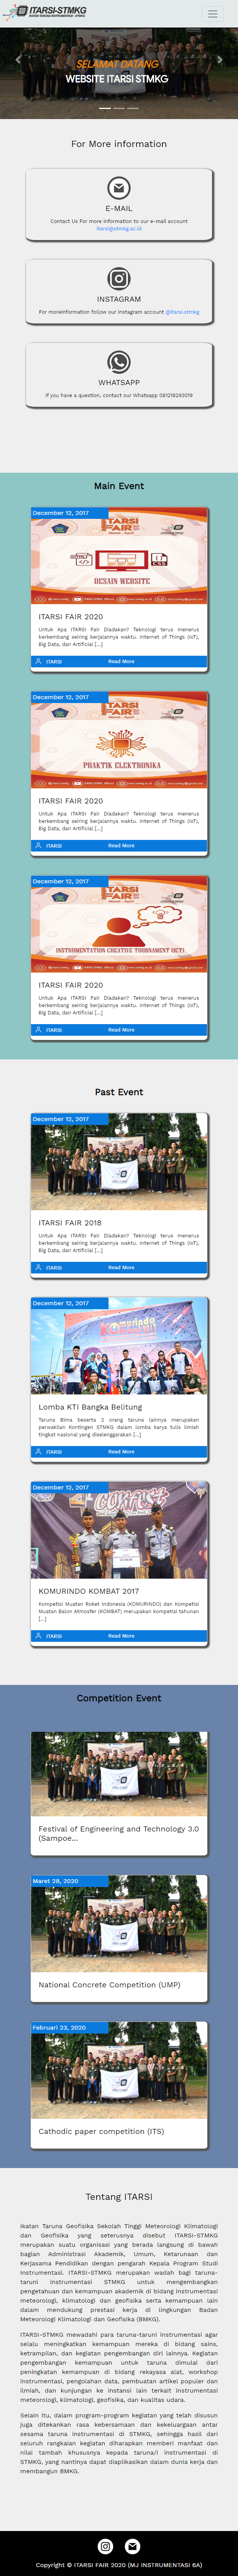 ITARSI-STMKG
IKATAN TARUNA INSTRUMENTASI - STMKG
SELAMAT DATANG
WEBSITE ITARSI STMKG
For More information
E-MAIL
Contact Us For more Information to our e-mail account
itarsi@stmkg.ac.id
INSTAGRAM
For moreinformation follow our instagram account @itarsi.stmkg
WHATSAPP
If you have a question, contact our Whatsapp 081218293019
Main Event
December 12, 2017
ITARSI
FAIR
DESAIN WEBSITE
ITARSI FAIR 2020
Untuk Apa ITARSI Fair Diadakan? Teknologi terus menerus
berkembang seiring berjalannya waktu. Internet of Things (IoT),
Big Data, dan Artificial [...]
ITARSI
Read More
December 12, 2017
ITARSI
FAIR
PRAKTIK ELEKTRONIKA
ITARSI FAIR 2020
Untuk Apa ITARSI Fair Diadakan? Teknologi terus menerus
berkembang seiring berjalannya waktu. Internet of Things (IoT),
Big Data, dan Artificial [...]
ITARSI
Read More
December 12, 2017
ITARSI
FAIR
INSTRUMENTATION CREATIVE TOURNAMENT (ICT)
ITARSI FAIR 2020
Untuk Apa ITARSI Fair Diadakan? Teknologi terus menerus
berkembang seiring berjalannya waktu. Internet of Things (IoT),
Big Data, dan Artificial [...]
ITARSI
Read More
Past Event
December 12, 2017
ITARSI FAIR 2018
Untuk Apa ITARSI Fair Diadakan? Teknologi terus menerus
berkembang seiring berjalannya waktu. Internet of Things (IoT),
Big Data, dan Artificial [...]
ITARSI
Read More
December 12, 2017
Lomba KTI Bangka Belitung
Taruna Bima beserta 2 orang taruna lainnya merupakan
perwakilan Kontingen STMKG dalam lomba karya tulis ilmiah
tingkat nasional yang diselenggarakan [...]
ITARSI
Read More
December 12, 2017
KOMURINDO KOMBAT 2017
Kompetisi Muatan Roket Indonesia (KOMURINDO) dan Kompetisi
Muatan Balon Atmosfer (KOMBAT) merupakan kompetisi tahunan
[...]
ITARSI
Read More
Competition Event
Festival of Engineering and Technology 3.0
(Sampoe...
Maret 28, 2020
National Concrete Competition (UMP)
Februari 23, 2020
Cathodic paper competition (ITS)
Tentang ITARSI
Ikatan Taruna Geofisika Sekolah Tinggi Meteorologi Klimatologi
dan Geofisika yang seterusnya disebut ITARSI-STMKG
merupakan suatu organisasi yang berada langsung di bawah
bagian Administrasi Akademik, Umum, Ketarunaan dan
Kerjasama Pendidikan dengan pengarah Kepala Program Studi
Instrumentasi. ITARSI-STMKG merupakan wadah bagi taruna-
taruni instrumentasi STMKG untuk mengembangkan
pengetahuan dan kemampuan akademik di bidang instrumentasi
meteorologi, klimatologi dan geofisika serta kemampuan lain
dalam mendukung prestasi kerja di lingkungan Badan
Meteorologi Klimatologi dan Geofisika (BMKG).
ITARSI-STMKG mewadahi para taruna-taruni instrumentasi agar
selalu meningkatkan kemampuan mereka di bidang sains,
ketrampilan, dan kegiatan pengembangan diri lainnya. Kegiatan
pengembangan kemampuan untuk taruna dimulai dari
peningkatan kemampuan di bidang rekayasa alat, workshop
instrumentasi, pengolahan data, pembuatan artikel populer dan
ilmiah, dan kunjungan ke instansi lain terkait instrumentasi
meteorologi, klimatologi, geofisika, dan kualitas udara.
Selain itu, dalam program-program kegiatan yang telah disusun
juga ditekankan rasa kebersamaan dan kekeluargaan antar
sesama taruna instrumentasi di STMKG, sehingga hasil dari
seluruh rangkaian kegiatan diharapkan memberi manfaat dan
nilai tambah khususnya kepada taruna/i instrumentasi di
STMKG, yang nantinya dapat diaplikasikan dalam dunia kerja dan
membangun BMKG.
Copyright © ITARSI FAIR 2020 (MJ INSTRUMENTASI 6A)